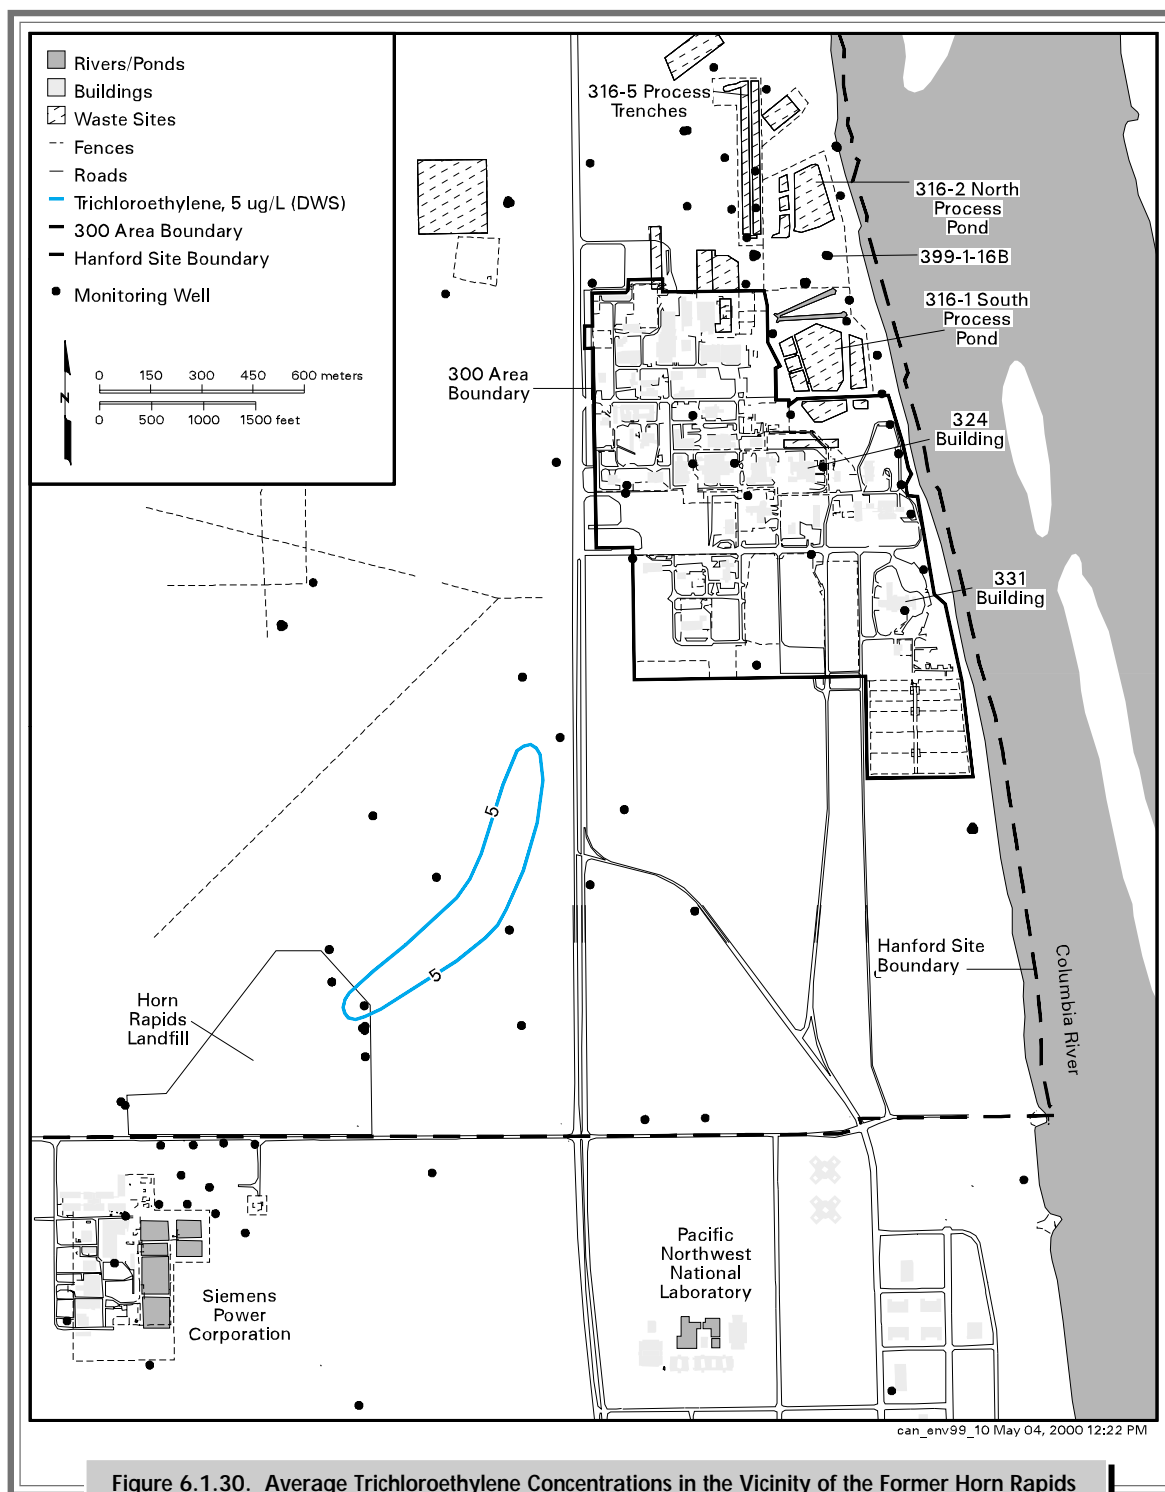 Rivers/Ponds
Buildings
Waste Sites
Fences
Roads
Trichloroethylene, 5 ug/L (DWS)
300 Area Boundary
Hanford Site Boundary
Monitoring Well
0 150 300 450 600 meters
0 500 1000 1500 feet
N
316-5 Process
Trenches
316-2 North
Process
Pond
399-1-16B
316-1 South
Process
Pond
300 Area
Boundary
324
Building
331
Building
5
5
Hanford Site
Boundary
Columbia River
Horn
Rapids
Landfill
Siemens
Power
Corporation
Pacific
Northwest
National
Laboratory
can_env99_10 May 04, 2000 12:22 PM
Figure 6.1.30. Average Trichloroethylene Concentrations in the Vicinity of the Former Horn Rapids